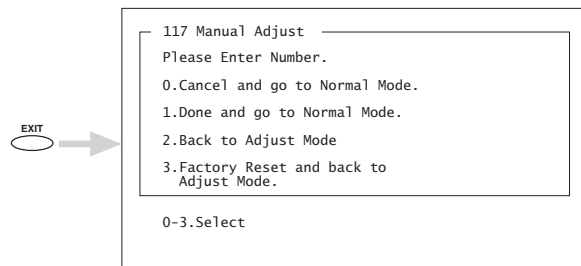 117 Manual Adjust
Please Enter Number.
0.Cancel and go to Normal Mode.
1.Done and go to Normal Mode.
EXIT
2.Back to Adjust Mode
3.Factory Reset and back to
Adjust Mode.
0-3.Select